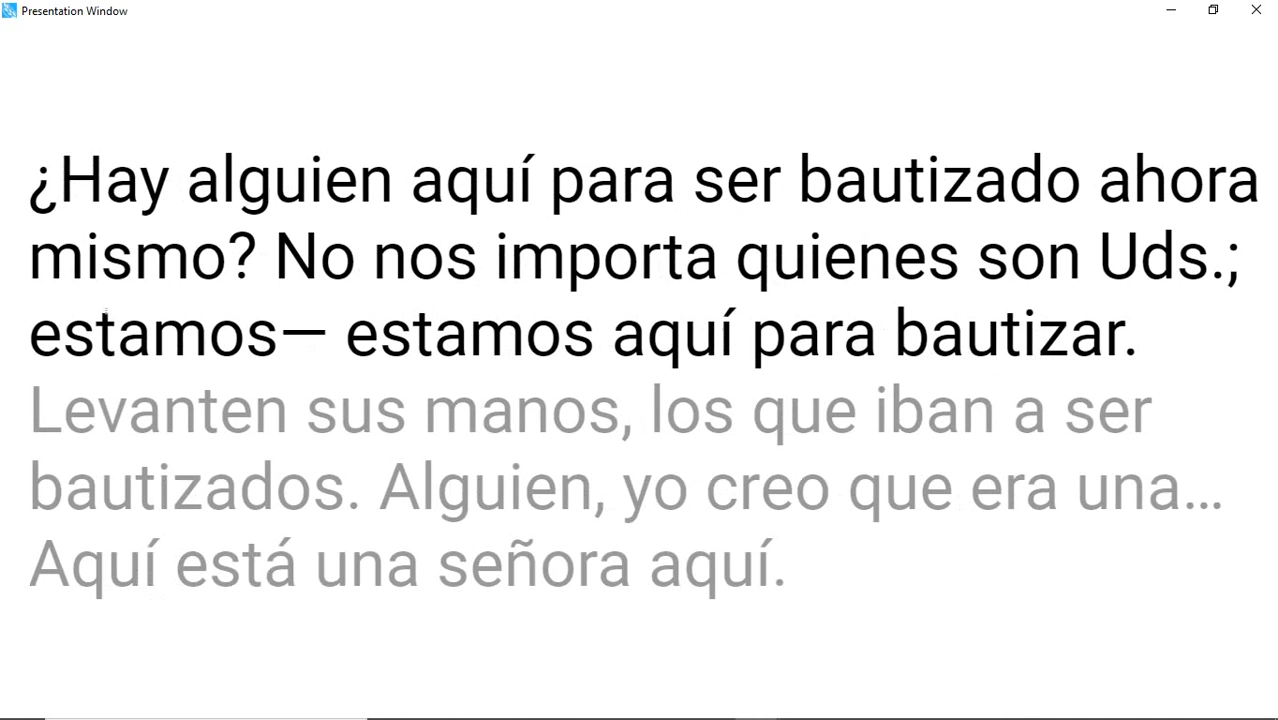 Presentation Window
¿Hay alguien aquí para ser bautizado ahora
mismo? No nos importa quienes son Uds.;
estamos— estamos aquí para bautizar.
Levanten sus manos, los que iban a ser
bautizados. Alguien, yo creo que era una...
Aquí está una señora aquí.